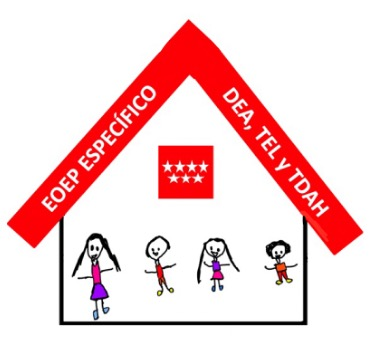 EOEP ESPECÍFICO
DEA, TEL y TDAH